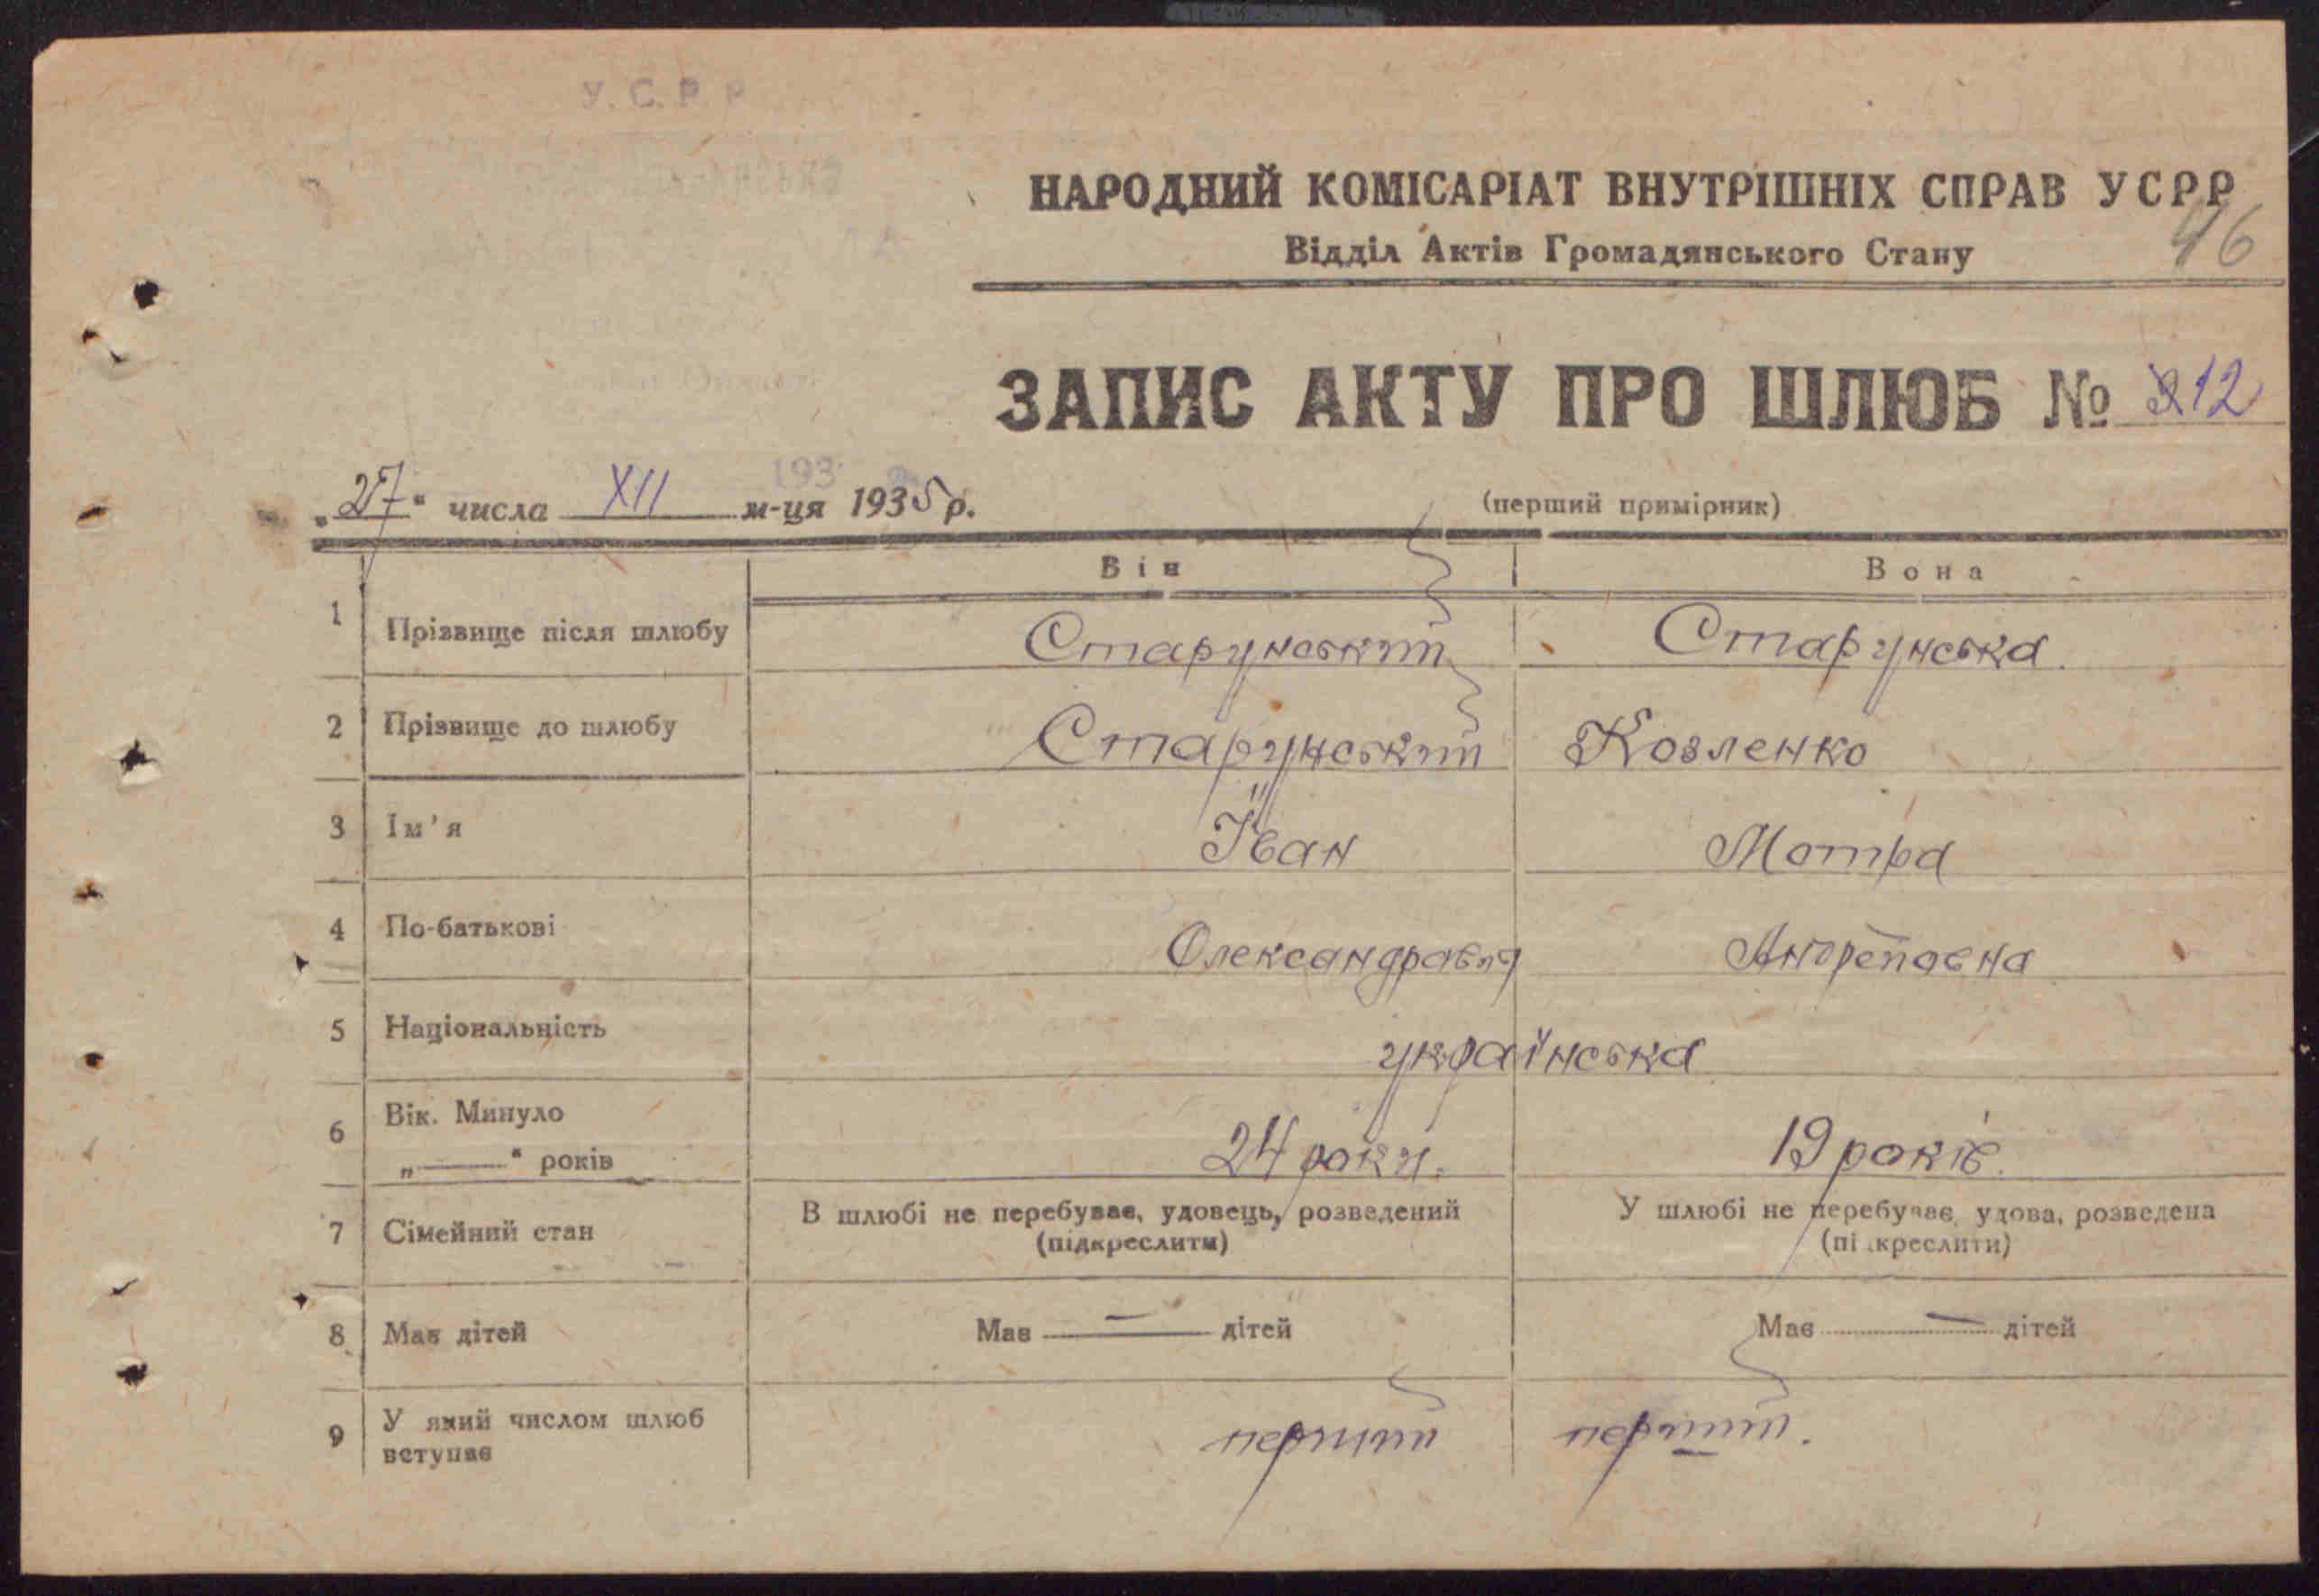 У. С. Р. Р
НАРОДНИЙ КОМІСАРІАТ ВНУТРІШНІХ СПРАВ УСРР
46
Відділ Актів Громадянського Стану
ЗАПИС АКТУ ПРО ШЛЮБ № 12
„27“ числа XII м-ця 1935 р.
(перший примірник)
Він Вона
1 Прізвище після шлюбу Старунський Старунська.
2 Прізвище до шлюбу Старунський Козленко
3 Ім'я Іван Мотря
4 По-батькові Олександрович Андреївна
5 Національність українська
6 Вік. Минуло „——“ років 24 роки. 19 років.
7 Сімейний стан В шлюбі не перебуває, удовець, розведений (підкреслити) У шлюбі не перебуває, удова, розведена (підкреслити)
8 Має дітей Має — дітей Має — дітей
9 У який числом шлюб вступає перший перший.